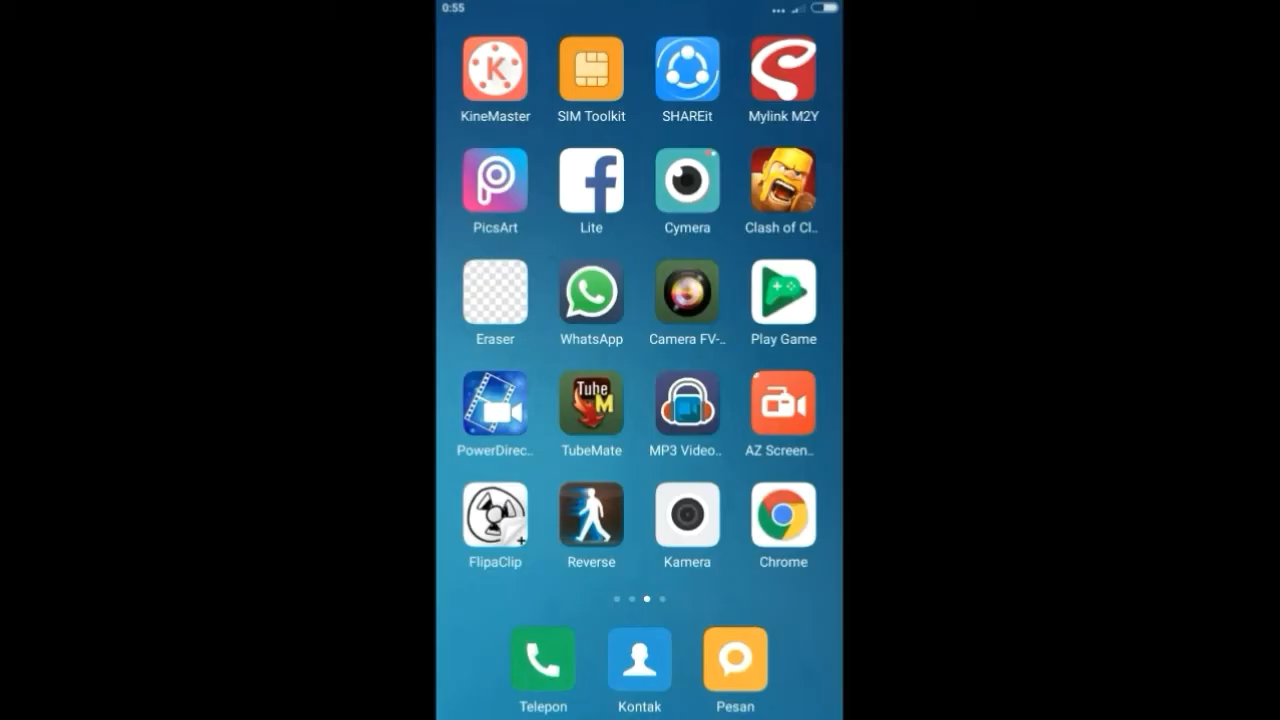 0:55
KineMaster SIM Toolkit SHAREit Mylink M2Y
PicsArt Lite Cymera Clash of Cl..
Eraser WhatsApp Camera FV-.. Play Game
Tube
M
PowerDirec.. TubeMate MP3 Video.. AZ Screen..
FlipaClip Reverse Kamera Chrome
Telepon Kontak Pesan